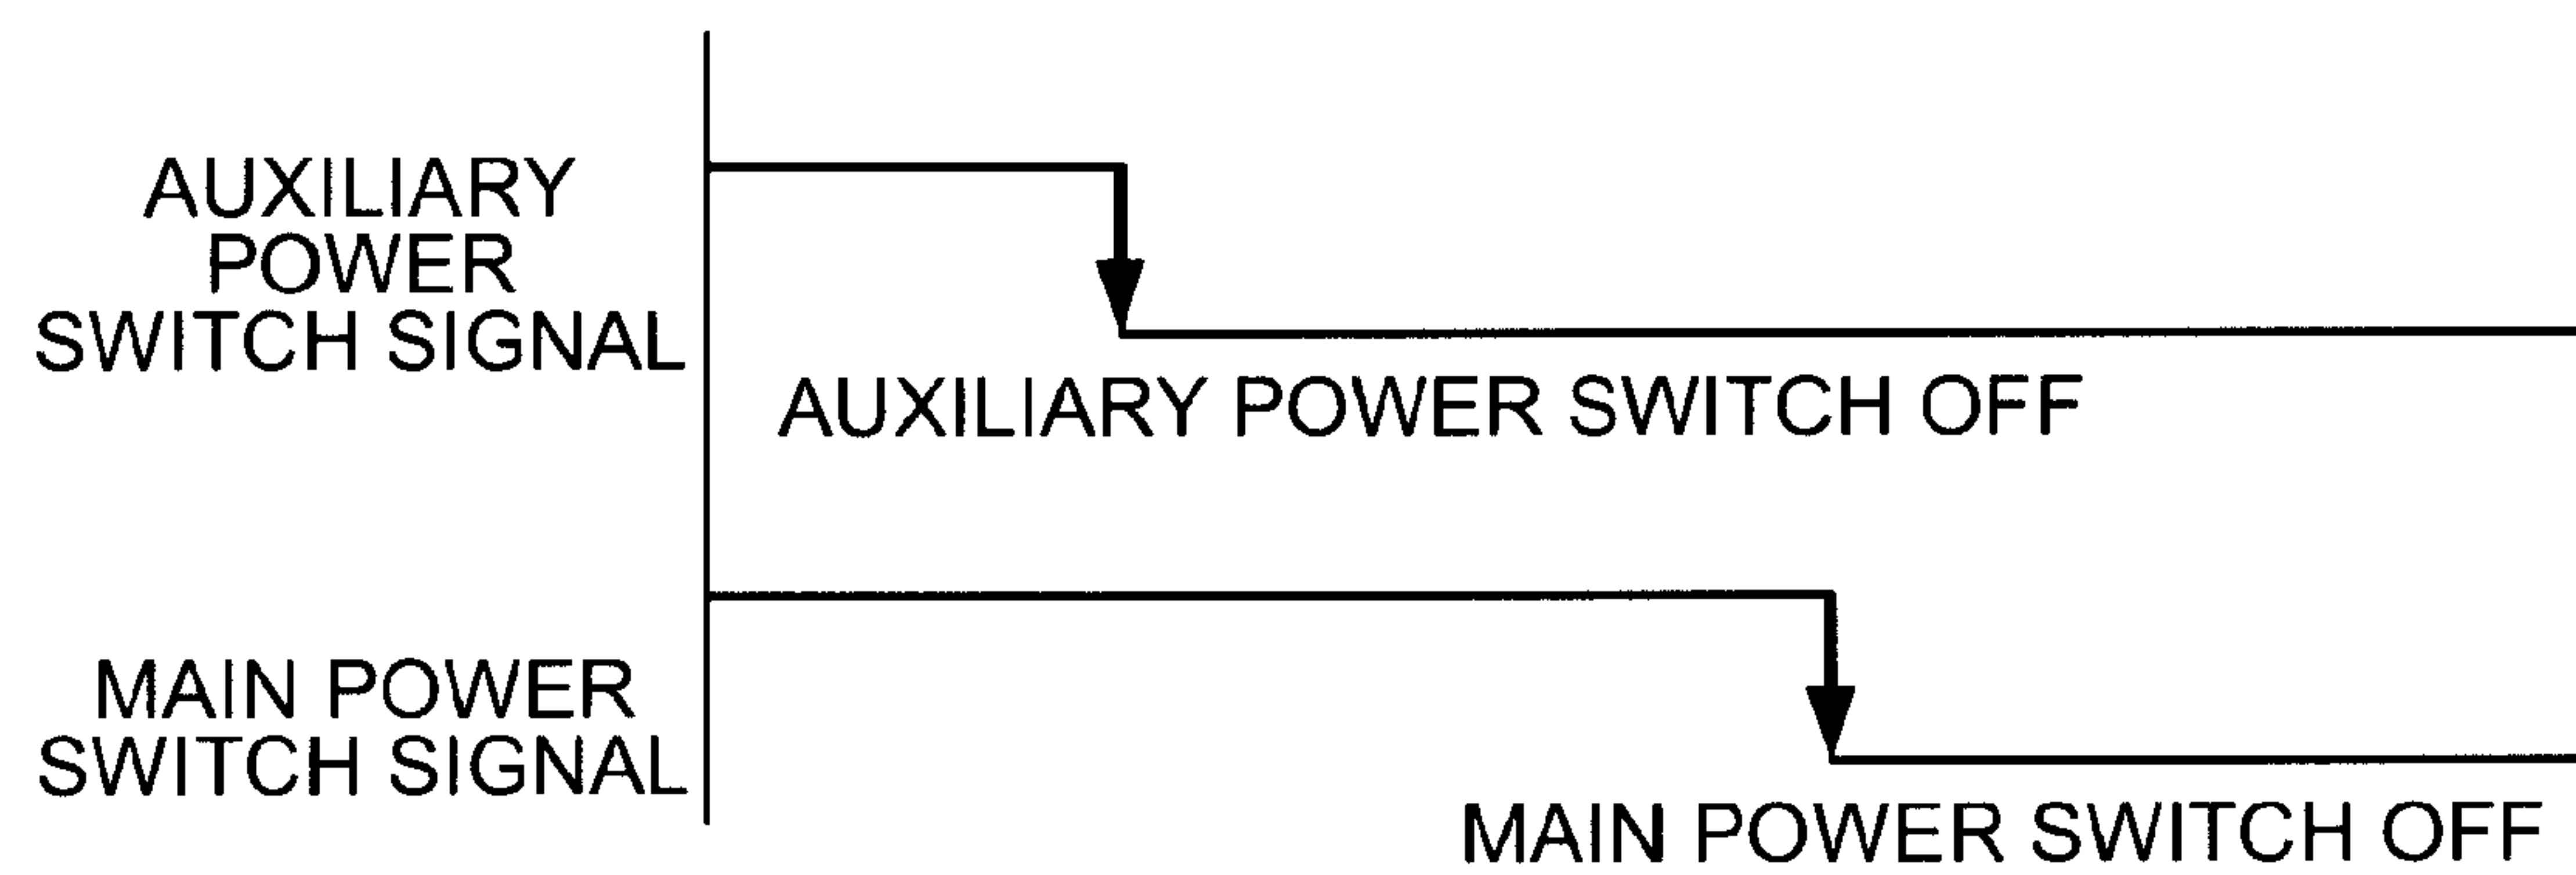 AUXILIARY
POWER
SWITCH SIGNAL
AUXILIARY POWER SWITCH OFF
MAIN POWER
SWITCH SIGNAL
MAIN POWER SWITCH OFF